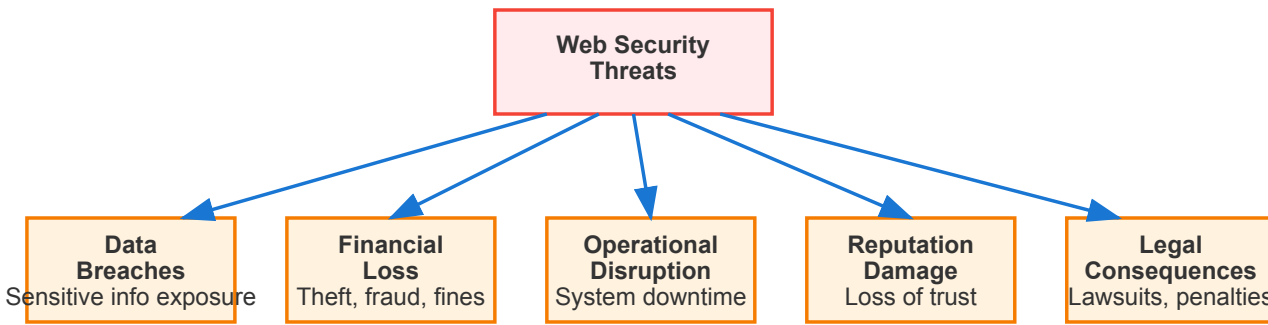 Web Security
Threats
Data
Breaches
Sensitive info exposure
Financial
Loss
Theft, fraud, fines
Operational
Disruption
System downtime
Reputation
Damage
Loss of trust
Legal
Consequences
Lawsuits, penalties